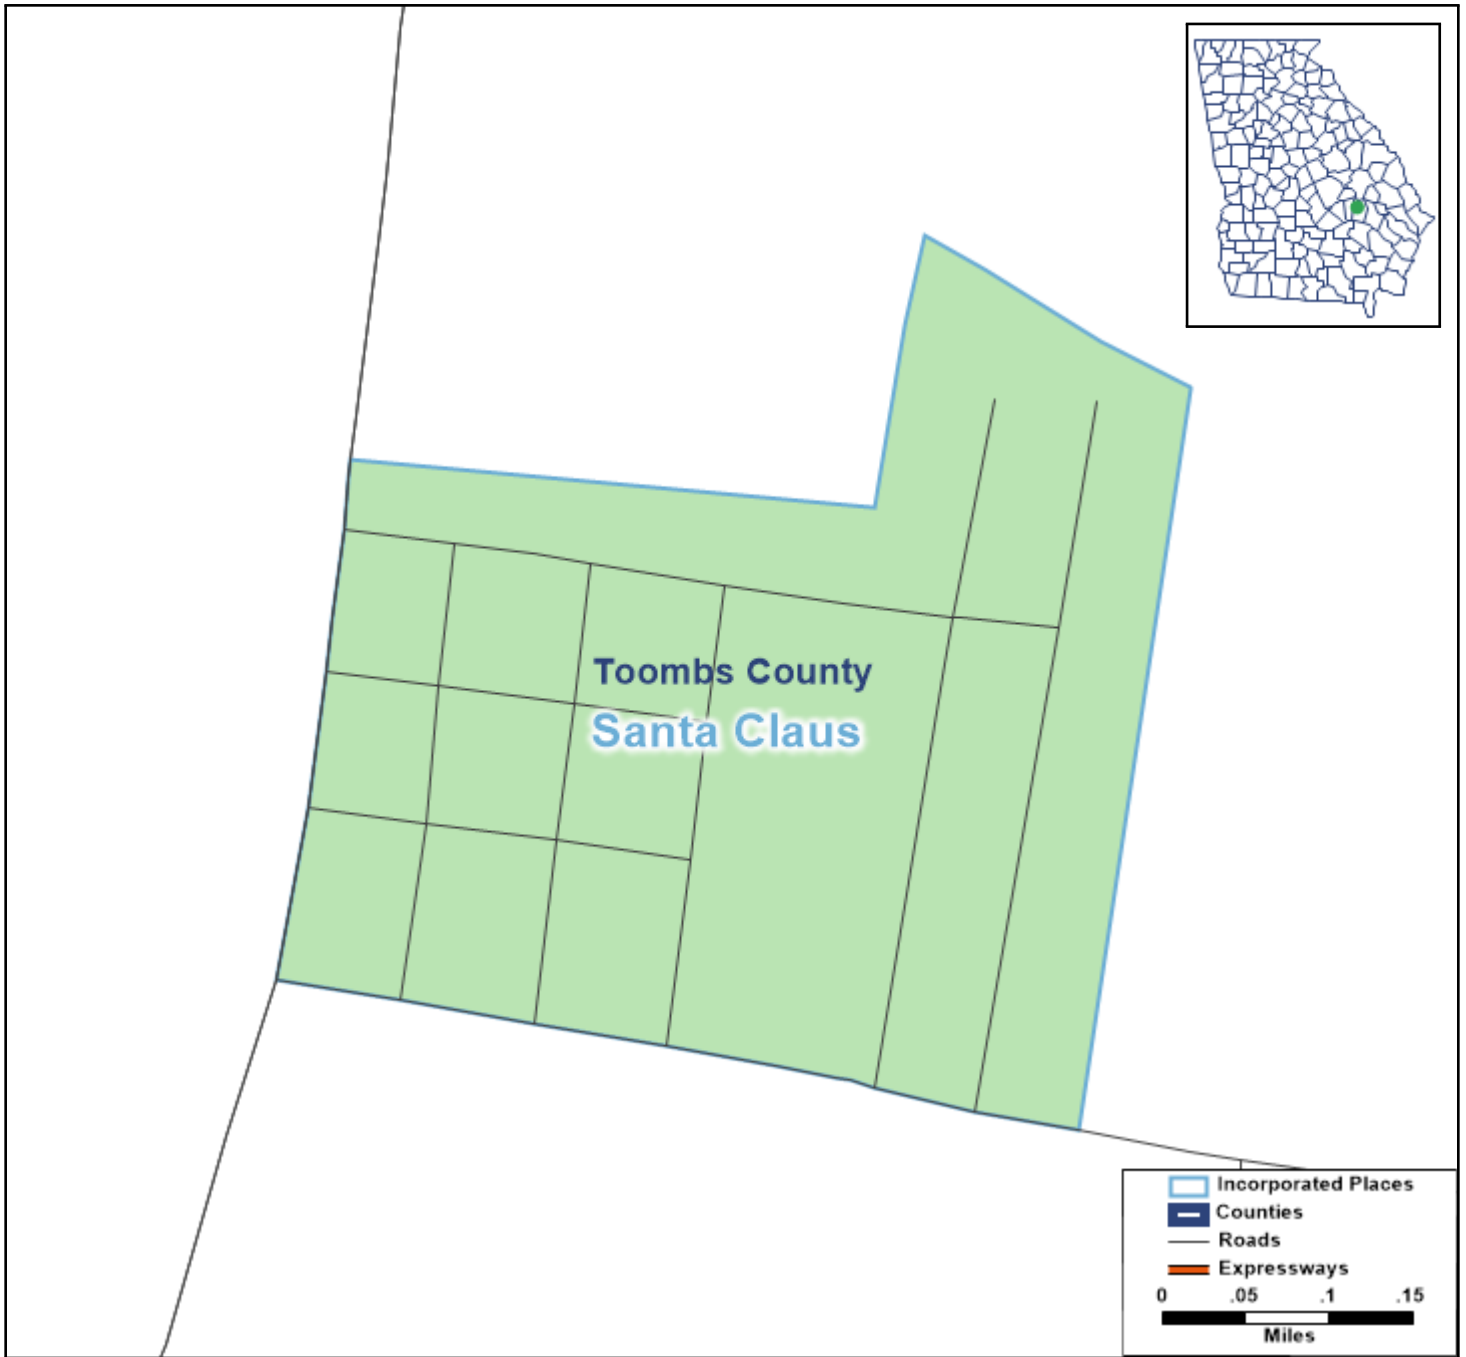 Toombs County
Santa Claus
Incorporated Places
Counties
Roads
Expressways
0 .05 .1 .15
Miles